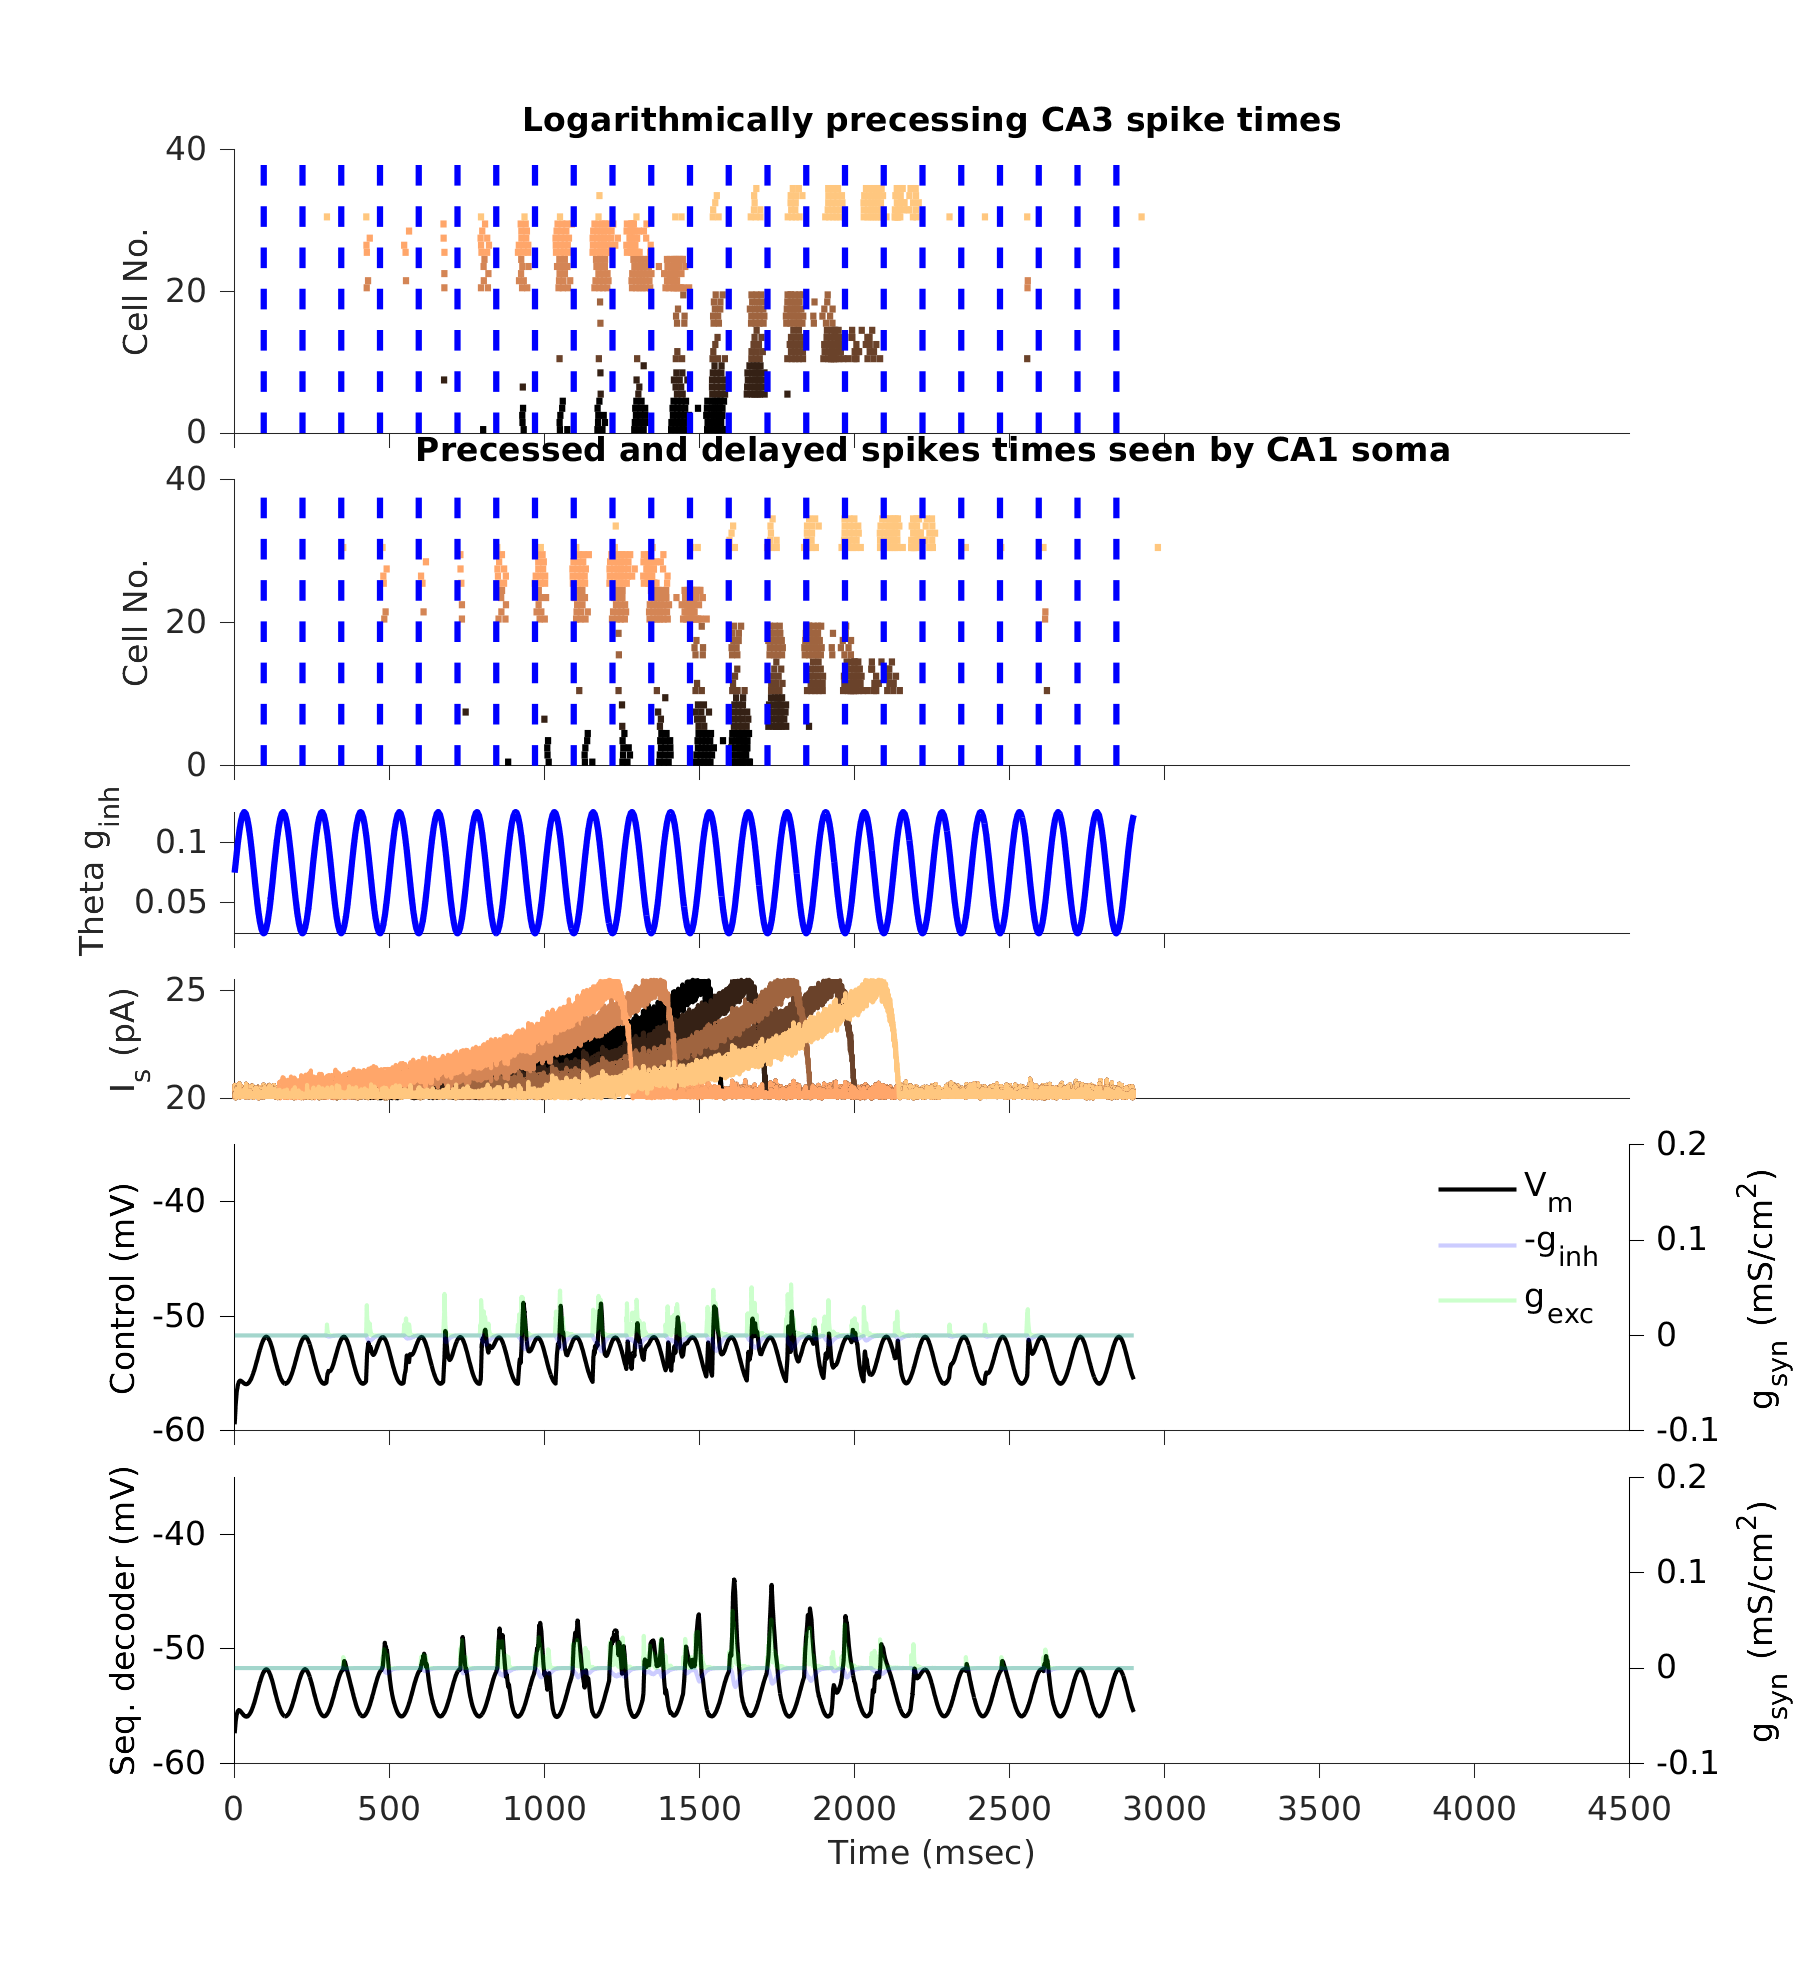 Logarithmically precessing CA3 spike times
40
20
0
Cell No.
Precessed and delayed spikes times seen by CA1 soma
40
20
0
Cell No.
0.1
0.05
Theta g_inh
25
20
I_s (pA)
-40
-50
-60
Control (mV)
V_m
-g_inh
g_exc
0.2
0.1
0
-0.1
g_syn (mS/cm^2)
-40
-50
-60
Seq. decoder (mV)
0.2
0.1
0
-0.1
g_syn (mS/cm^2)
0 500 1000 1500 2000 2500 3000 3500 4000 4500
Time (msec)